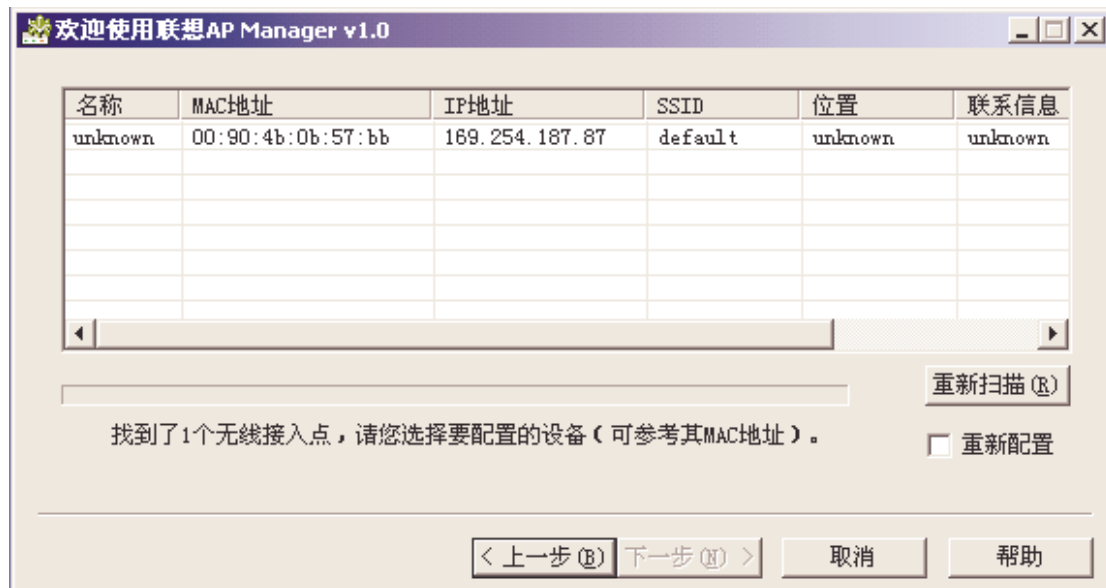 欢迎使用联想AP Manager v1.0
名称 MAC地址 IP地址 SSID 位置 联系信息
unknown 00:90:4b:0b:57:bb 169.254.187.87 default unknown unknown
重新扫描(R)
找到了1个无线接入点，请您选择要配置的设备（可参考其MAC地址）。
重新配置
< 上一步(B) 下一步(N) > 取消 帮助